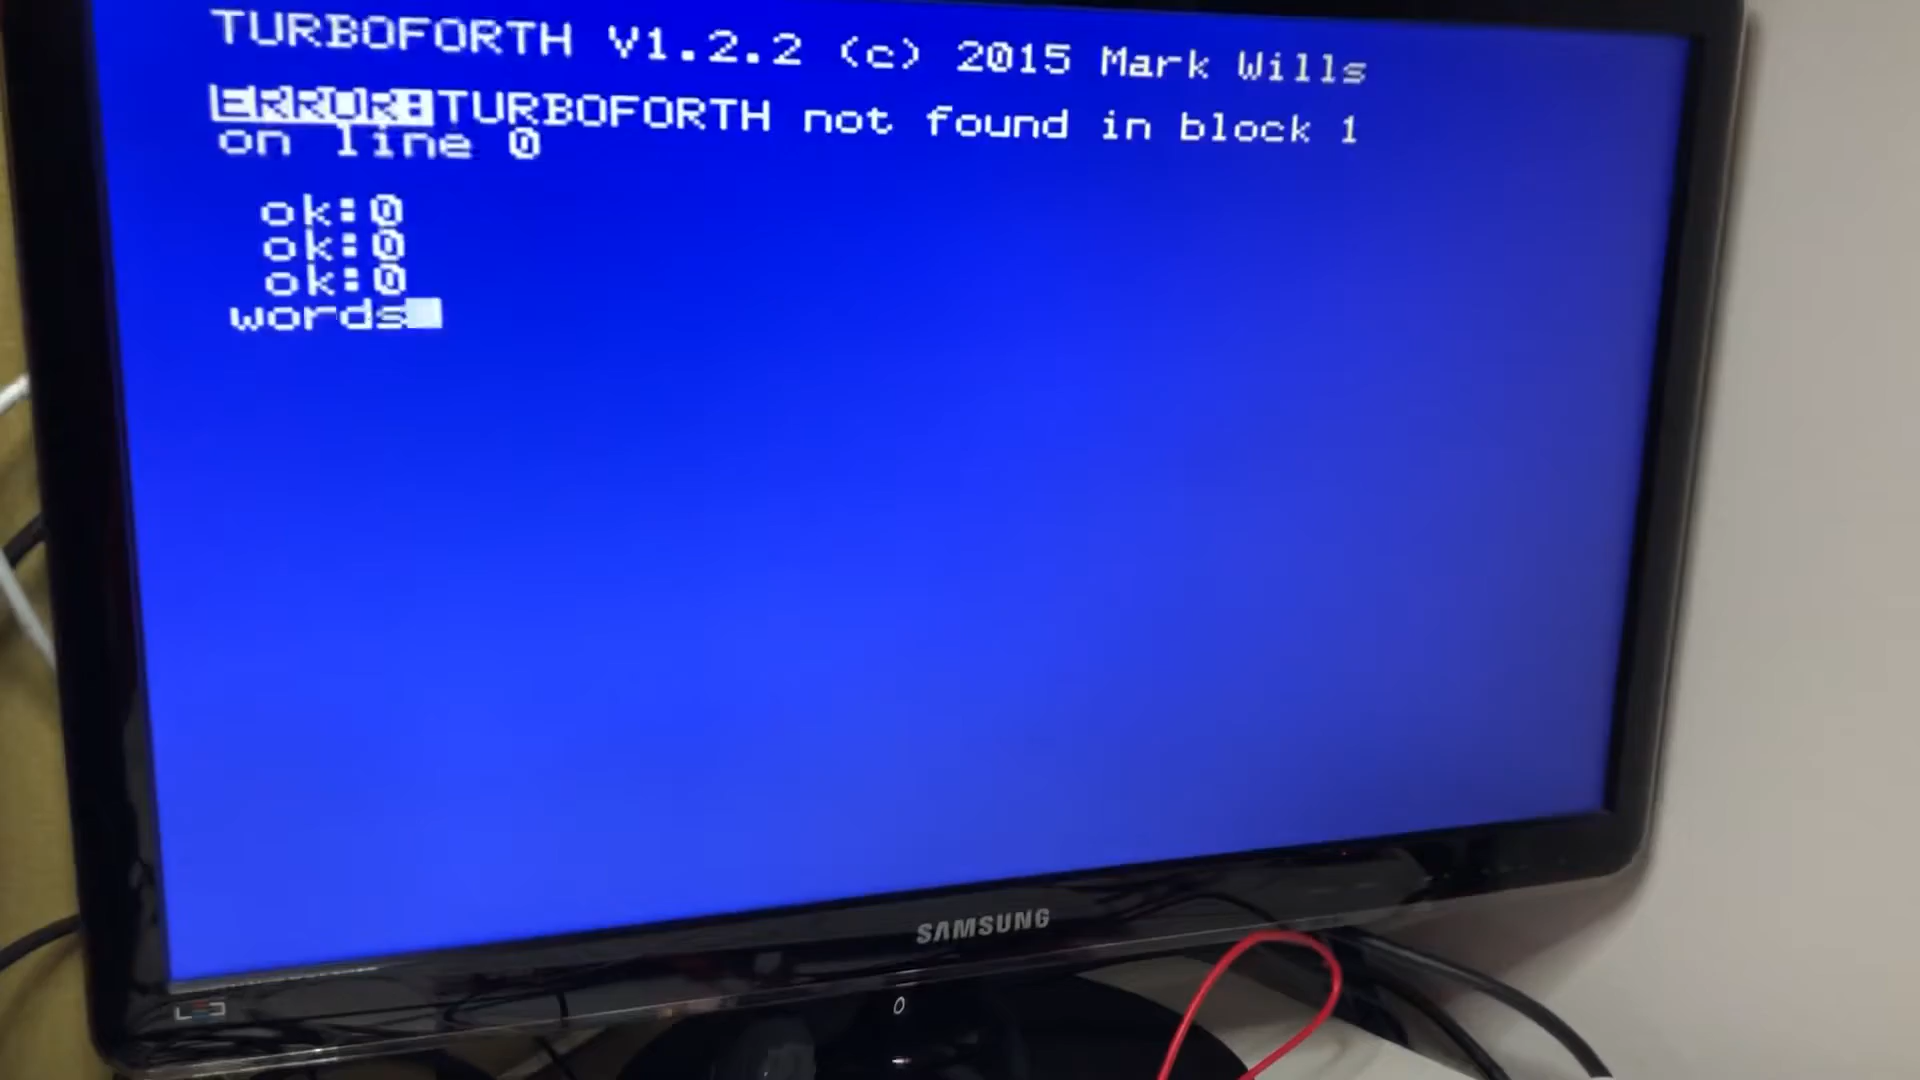 TURBOFORTH V1.2.2 (c) 2015 Mark Wills
ERROR:TURBOFORTH not found in block 1
on line 0
ok:0
ok:0
ok:0
words
SAMSUNG
LED